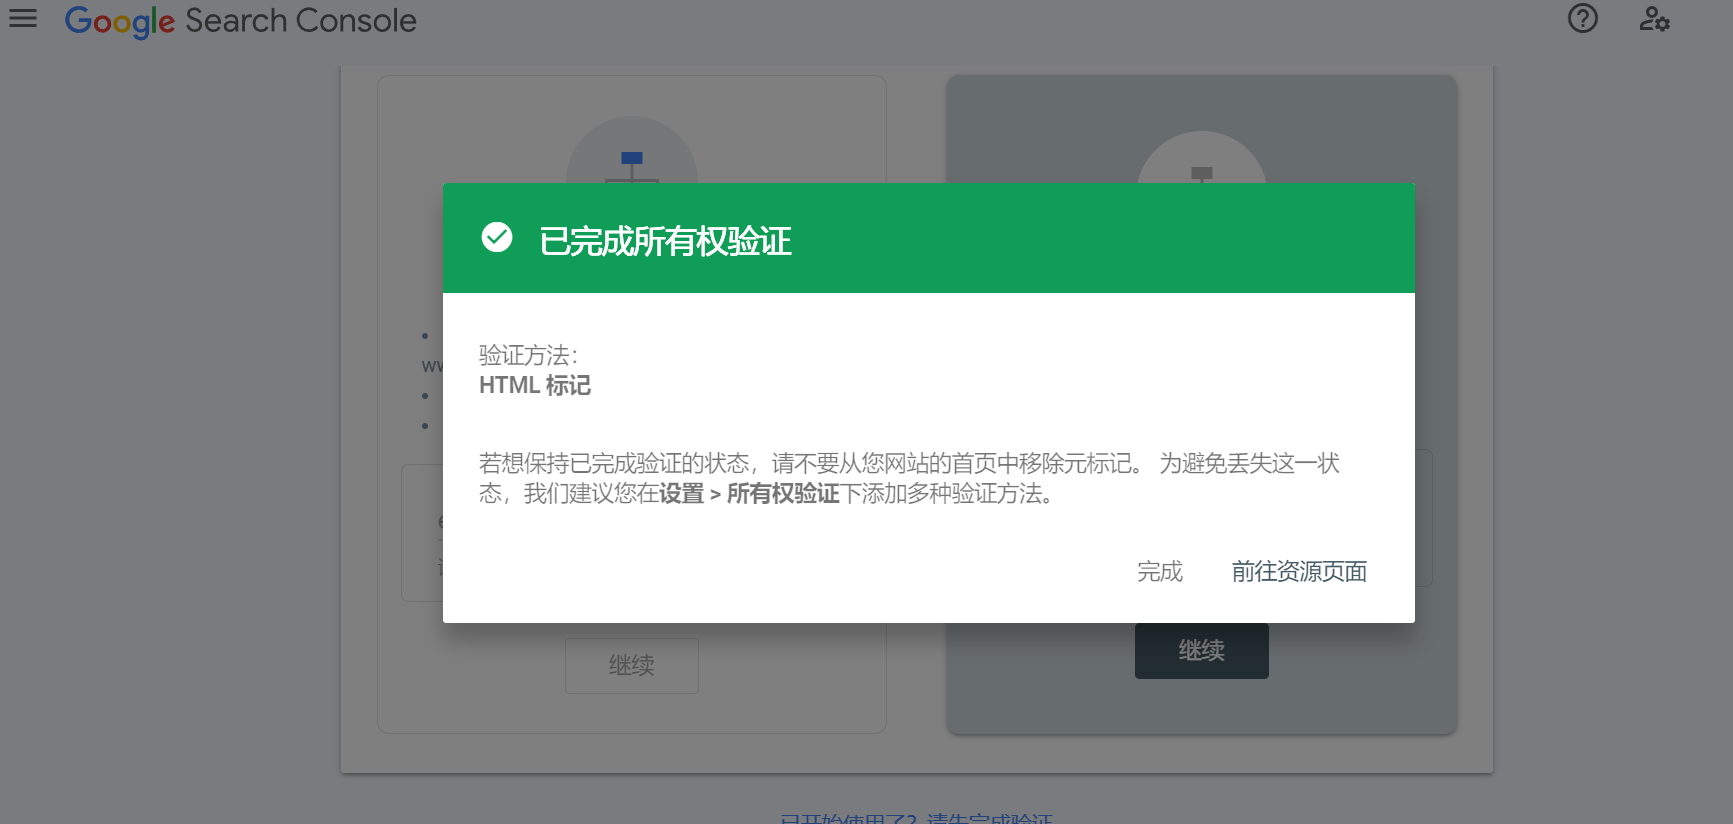 Google Search Console
已完成所有权验证
验证方法：
HTML 标记
若想保持已完成验证的状态，请不要从您网站的首页中移除元标记。 为避免丢失这一状
态，我们建议您在设置 > 所有权验证下添加多种验证方法。
完成 前往资源页面
继续
继续
已开始使用了? 请先完成验证